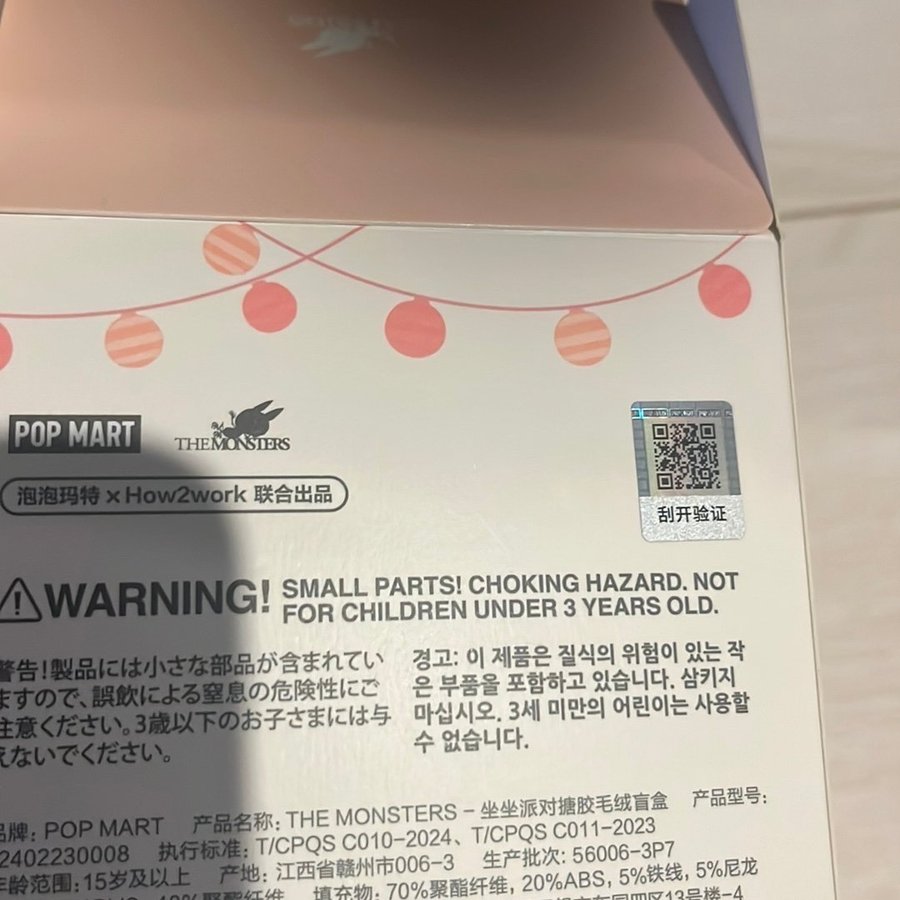 POP MART
THE MONSTERS
泡泡玛特 × How2work 联合出品
刮开验证
WARNING! SMALL PARTS! CHOKING HAZARD. NOT
FOR CHILDREN UNDER 3 YEARS OLD.
警告!製品には小さな部品が含まれてい
ますので、誤飲による窒息の危険性にご
注意ください。3歳以下のお子さまには与
えないでください。
경고: 이 제품은 질식의 위험이 있는 작
은 부품을 포함하고 있습니다. 삼키지
마십시오. 3세 미만의 어린이는 사용할
수 없습니다.
品牌: POP MART 产品名称: THE MONSTERS – 坐坐派对搪胶毛绒盲盒 产品型号:
2402230008 执行标准: T/CPQS C010-2024、T/CPQS C011-2023
年龄范围: 15岁及以上 产地: 江西省赣州市006-3 生产批次: 56006-3P7
填充物: 70%聚酯纤维, 20%ABS, 5%铁线, 5%尼龙